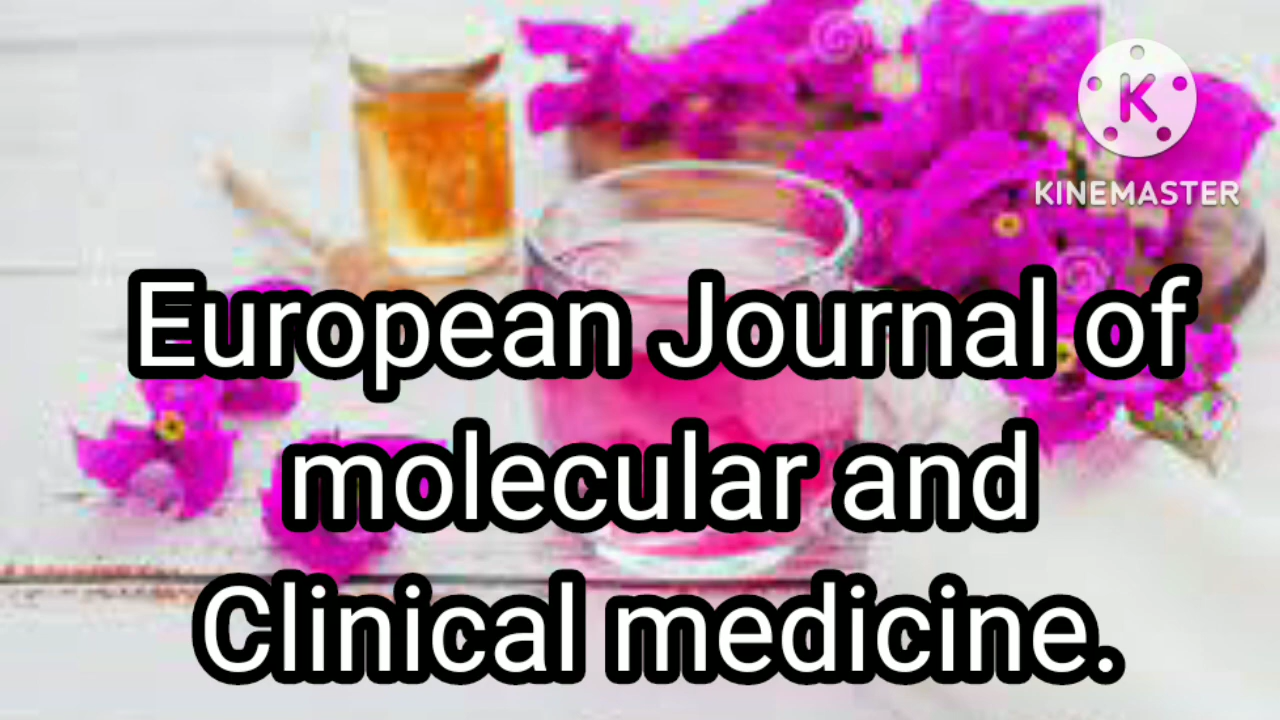 K
KINEMASTER
European Journal of
molecular and
Clinical medicine.